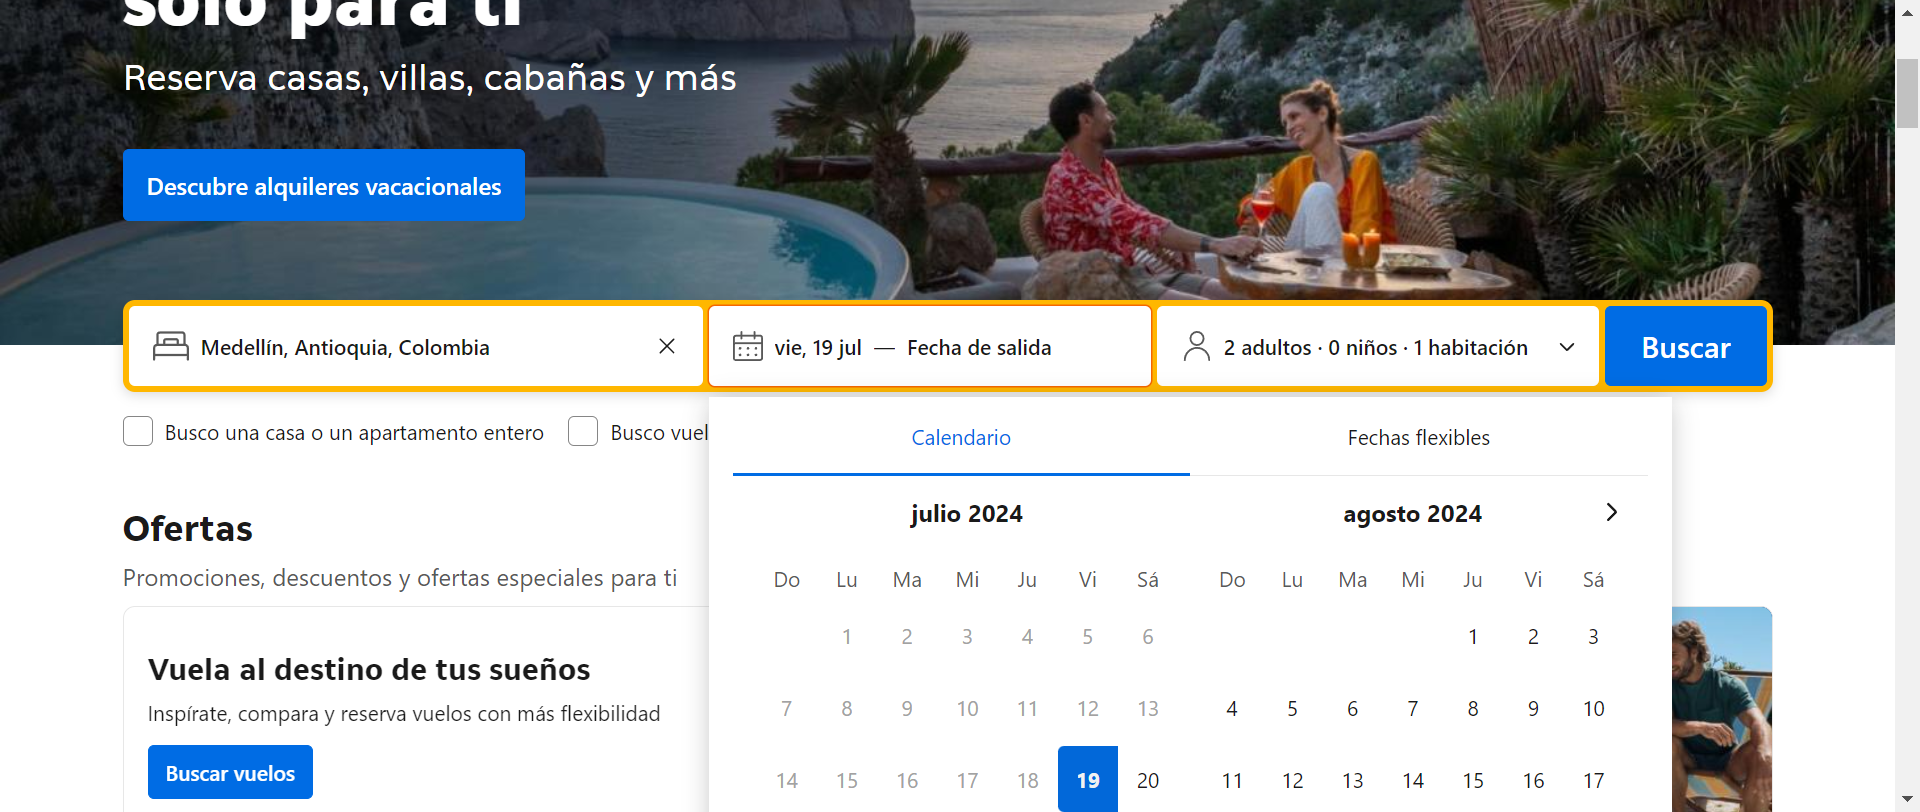 solo para ti
Reserva casas, villas, cabañas y más
Descubre alquileres vacacionales
Medellín, Antioquia, Colombia
vie, 19 jul — Fecha de salida
2 adultos · 0 niños · 1 habitación
Buscar
Busco una casa o un apartamento entero
Busco vuel
Calendario
Fechas flexibles
julio 2024
Do Lu Ma Mi Ju Vi Sá
1 2 3 4 5 6
7 8 9 10 11 12 13
14 15 16 17 18 19 20
agosto 2024
Do Lu Ma Mi Ju Vi Sá
1 2 3
4 5 6 7 8 9 10
11 12 13 14 15 16 17
Ofertas
Promociones, descuentos y ofertas especiales para ti
Vuela al destino de tus sueños
Inspírate, compara y reserva vuelos con más flexibilidad
Buscar vuelos